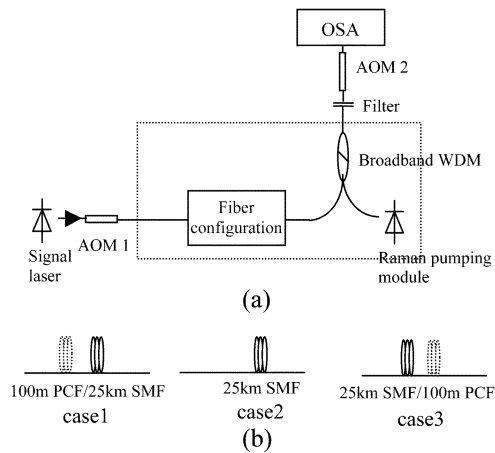 OSA
AOM 2
Filter
Broadband WDM
Fiber
configuration
AOM 1
Signal
laser
Raman pumping
module
(a)
100m PCF/25km SMF
case1
25km SMF
case2
25km SMF/100m PCF
case3
(b)